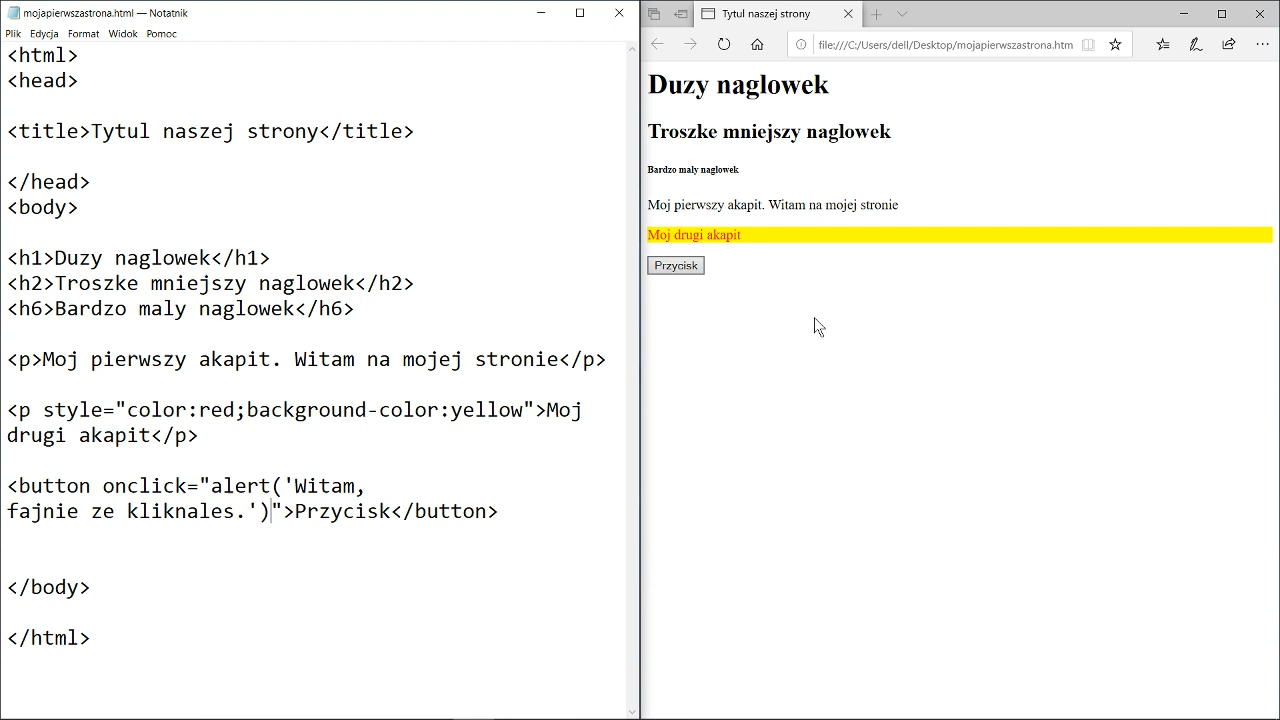 mojapierwszastrona.html — Notatnik
Plik Edycja Format Widok Pomoc
<html>
<head>
<title>Tytul naszej strony</title>
</head>
<body>
<h1>Duzy naglowek</h1>
<h2>Troszke mniejszy naglowek</h2>
<h6>Bardzo maly naglowek</h6>
<p>Moj pierwszy akapit. Witam na mojej stronie</p>
<p style="color:red;background-color:yellow">Moj
drugi akapit</p>
<button onclick="alert('Witam,
fajnie ze kliknales.')">Przycisk</button>
</body>
</html>
Tytul naszej strony
file:///C:/Users/dell/Desktop/mojapierwszastrona.htm
Duzy naglowek
Troszke mniejszy naglowek
Bardzo maly naglowek
Moj pierwszy akapit. Witam na mojej stronie
Moj drugi akapit
Przycisk